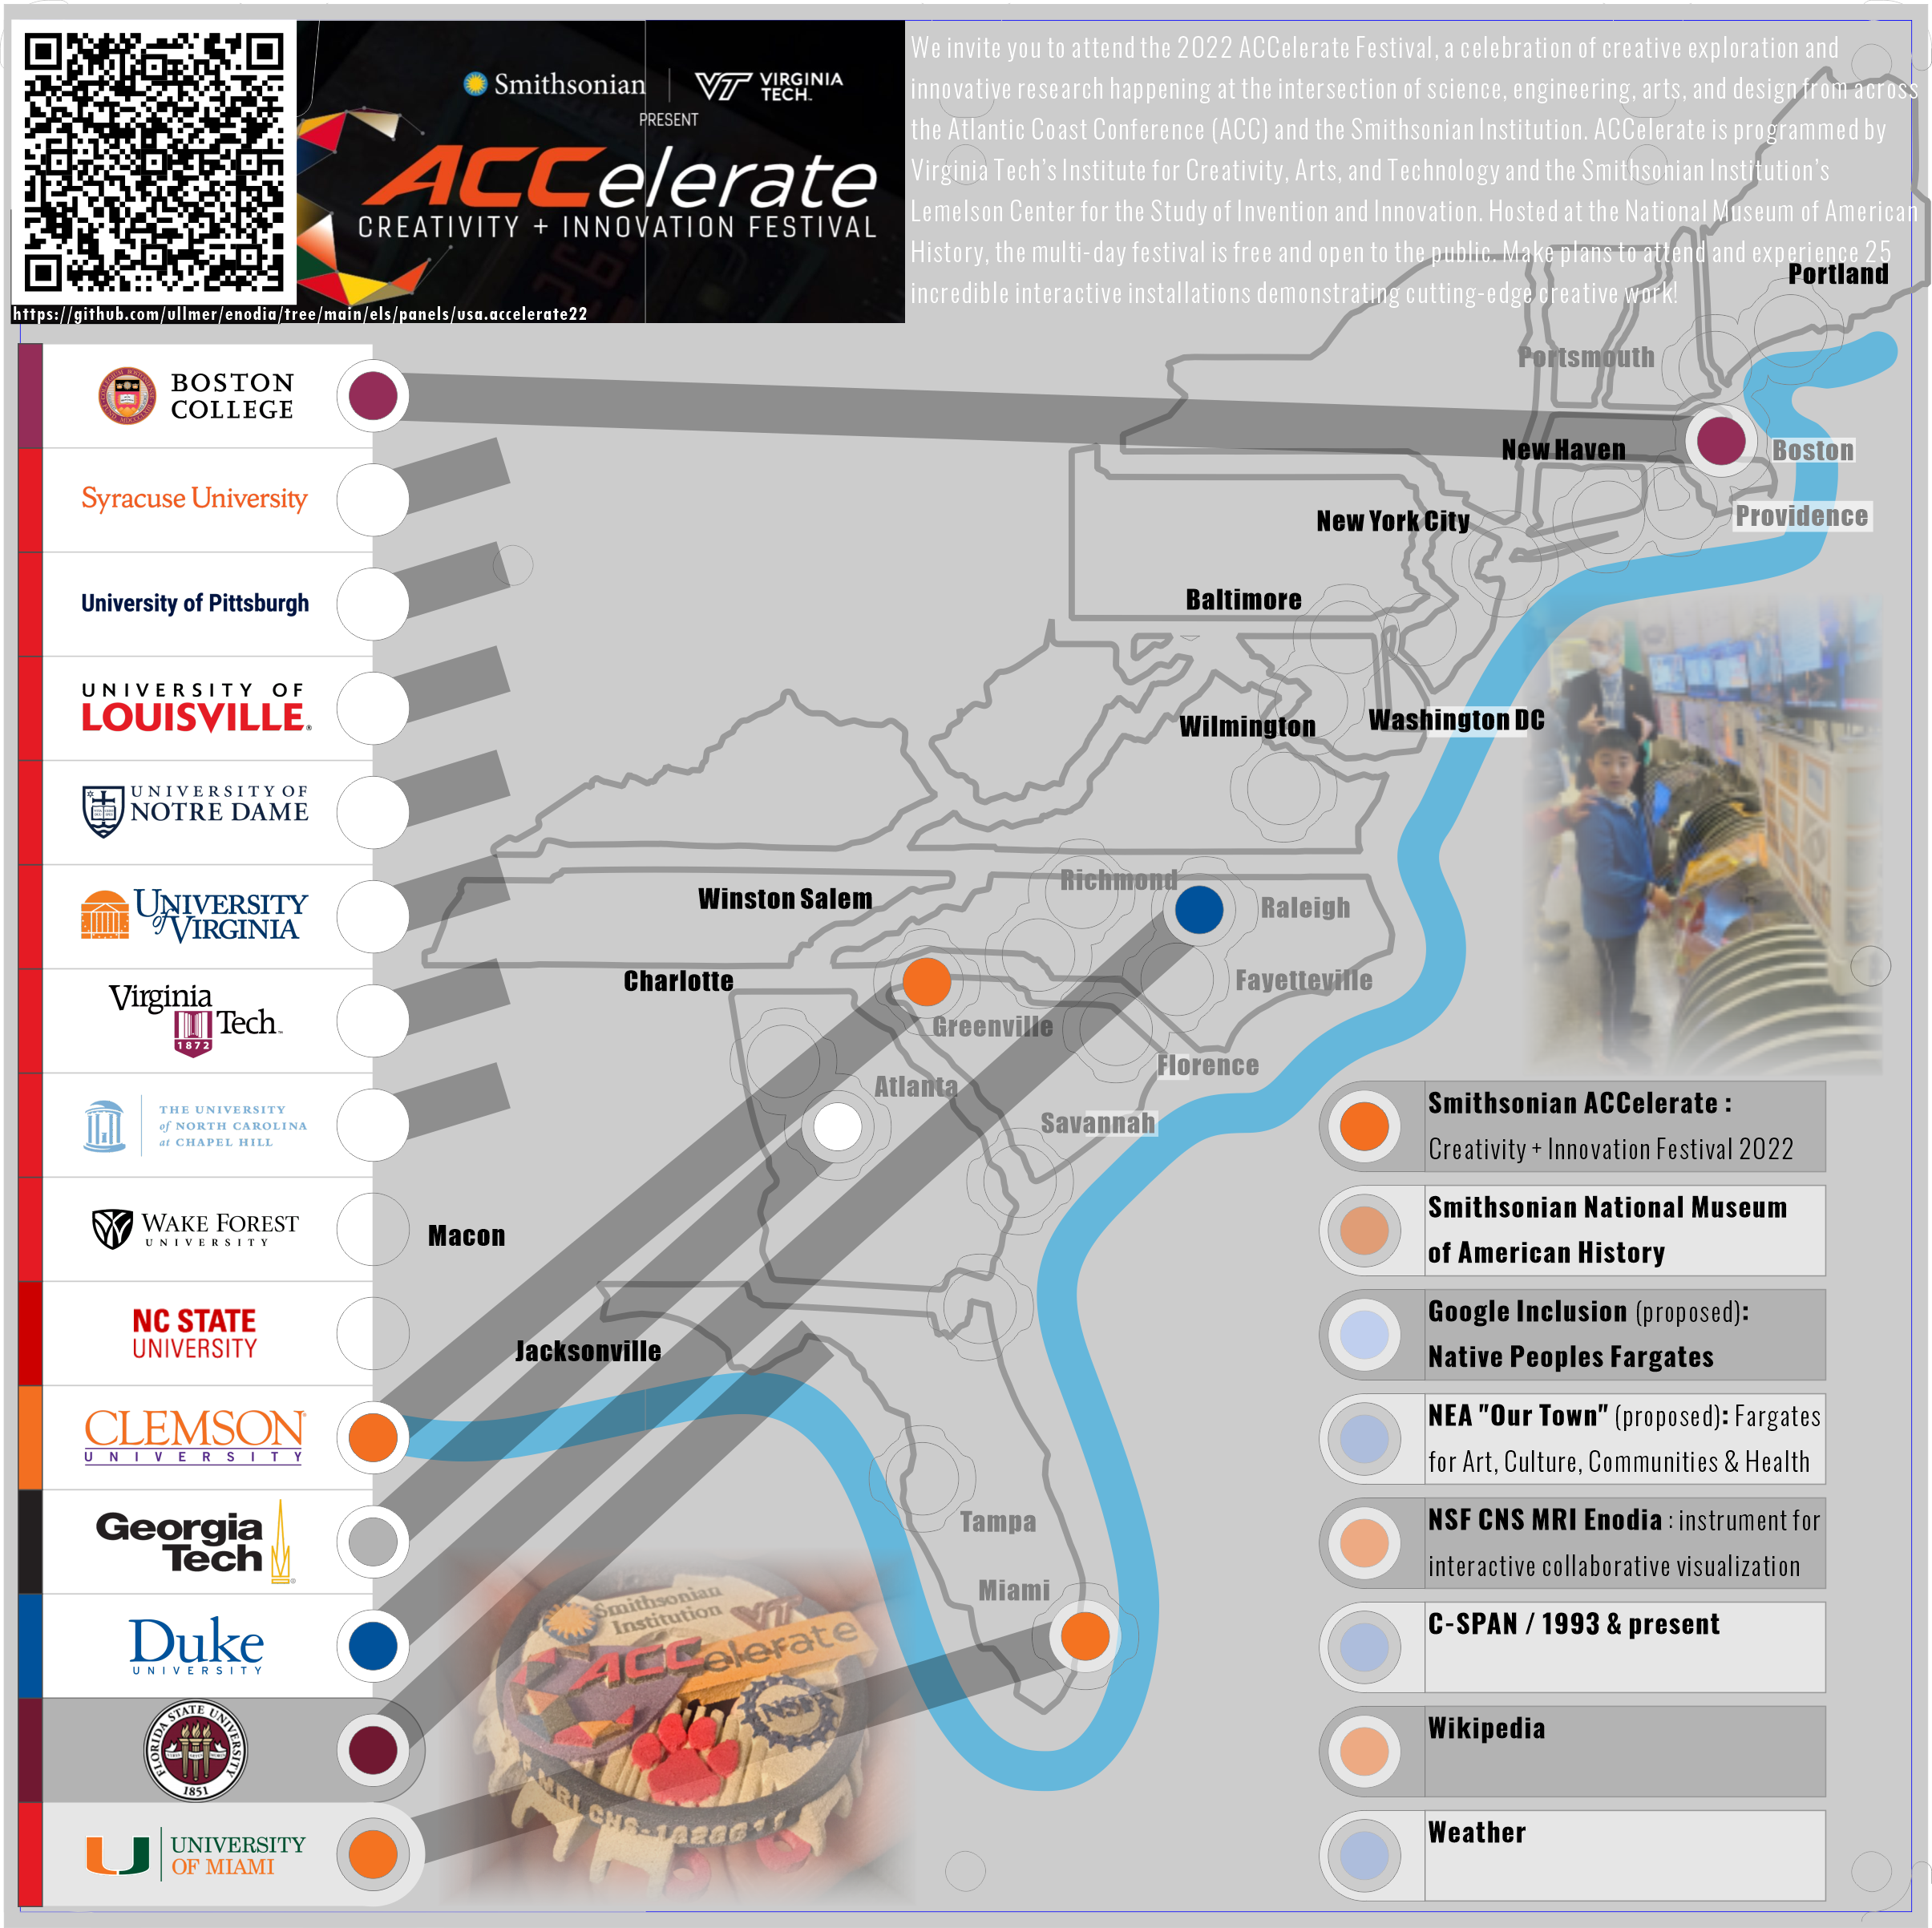 Smithsonian
VT VIRGINIA
TECH™
PRESENT
ACCelerate
CREATIVITY + INNOVATION FESTIVAL
https://github.com/ullmer/enodia/tree/main/els/panels/usa.accelerate22
We invite you to attend the 2022 ACCelerate Festival, a celebration of creative exploration and
innovative research happening at the intersection of science, engineering, arts, and design from across
the Atlantic Coast Conference (ACC) and the Smithsonian Institution. ACCelerate is programmed by
Virginia Tech's Institute for Creativity, Arts, and Technology and the Smithsonian Institution's
Lemelson Center for the Study of Invention and Innovation. Hosted at the National Museum of American
History, the multi-day festival is free and open to the public. Make plans to attend and experience 25
incredible interactive installations demonstrating cutting-edge creative work!
BOSTON
COLLEGE
Syracuse University
University of Pittsburgh
UNIVERSITY OF
LOUISVILLE®
UNIVERSITY OF
NOTRE DAME
UNIVERSITY
of VIRGINIA
Virginia
Tech™
1872
THE UNIVERSITY
of NORTH CAROLINA
at CHAPEL HILL
WAKE FOREST
UNIVERSITY
NC STATE
UNIVERSITY
CLEMSON®
UNIVERSITY
Georgia
Tech®
Duke
UNIVERSITY
FLORIDA STATE UNIVERSITY
1851
UNIVERSITY
OF MIAMI
Portland
Portsmouth
New Haven
Boston
Providence
New York City
Baltimore
Wilmington
Washington DC
Richmond
Winston Salem
Raleigh
Charlotte
Fayetteville
Greenville
Florence
Atlanta
Savannah
Macon
Jacksonville
Tampa
Miami
Smithsonian
Institution
VT
ACCelerate
NSF
MRI CNS-
Smithsonian ACCelerate :
Creativity + Innovation Festival 2022
Smithsonian National Museum
of American History
Google Inclusion (proposed):
Native Peoples Fargates
NEA "Our Town" (proposed): Fargates
for Art, Culture, Communities & Health
NSF CNS MRI Enodia : instrument for
interactive collaborative visualization
C-SPAN / 1993 & present
Wikipedia
Weather